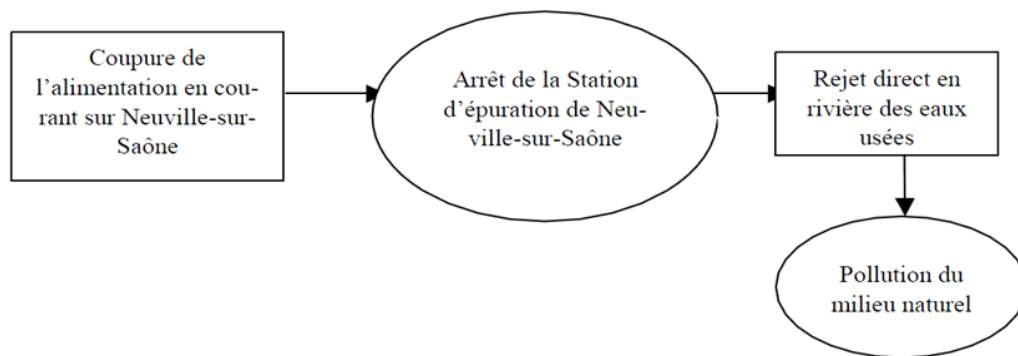 Coupure de
l'alimentation en cou-
rant sur Neuville-sur-
Saône
Arrêt de la Station
d'épuration de Neu-
ville-sur-Saône
Rejet direct en
rivière des eaux
usées
Pollution du
milieu naturel